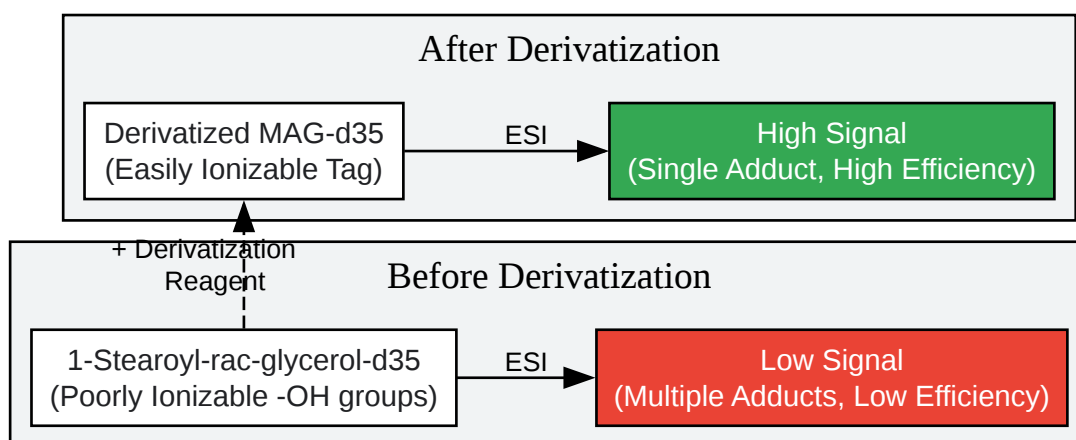 After Derivatization
Derivatized MAG-d35
(Easily Ionizable Tag)
ESI
High Signal
(Single Adduct, High Efficiency)
+ Derivatization
Reagent
Before Derivatization
1-Stearoyl-rac-glycerol-d35
(Poorly Ionizable -OH groups)
ESI
Low Signal
(Multiple Adducts, Low Efficiency)